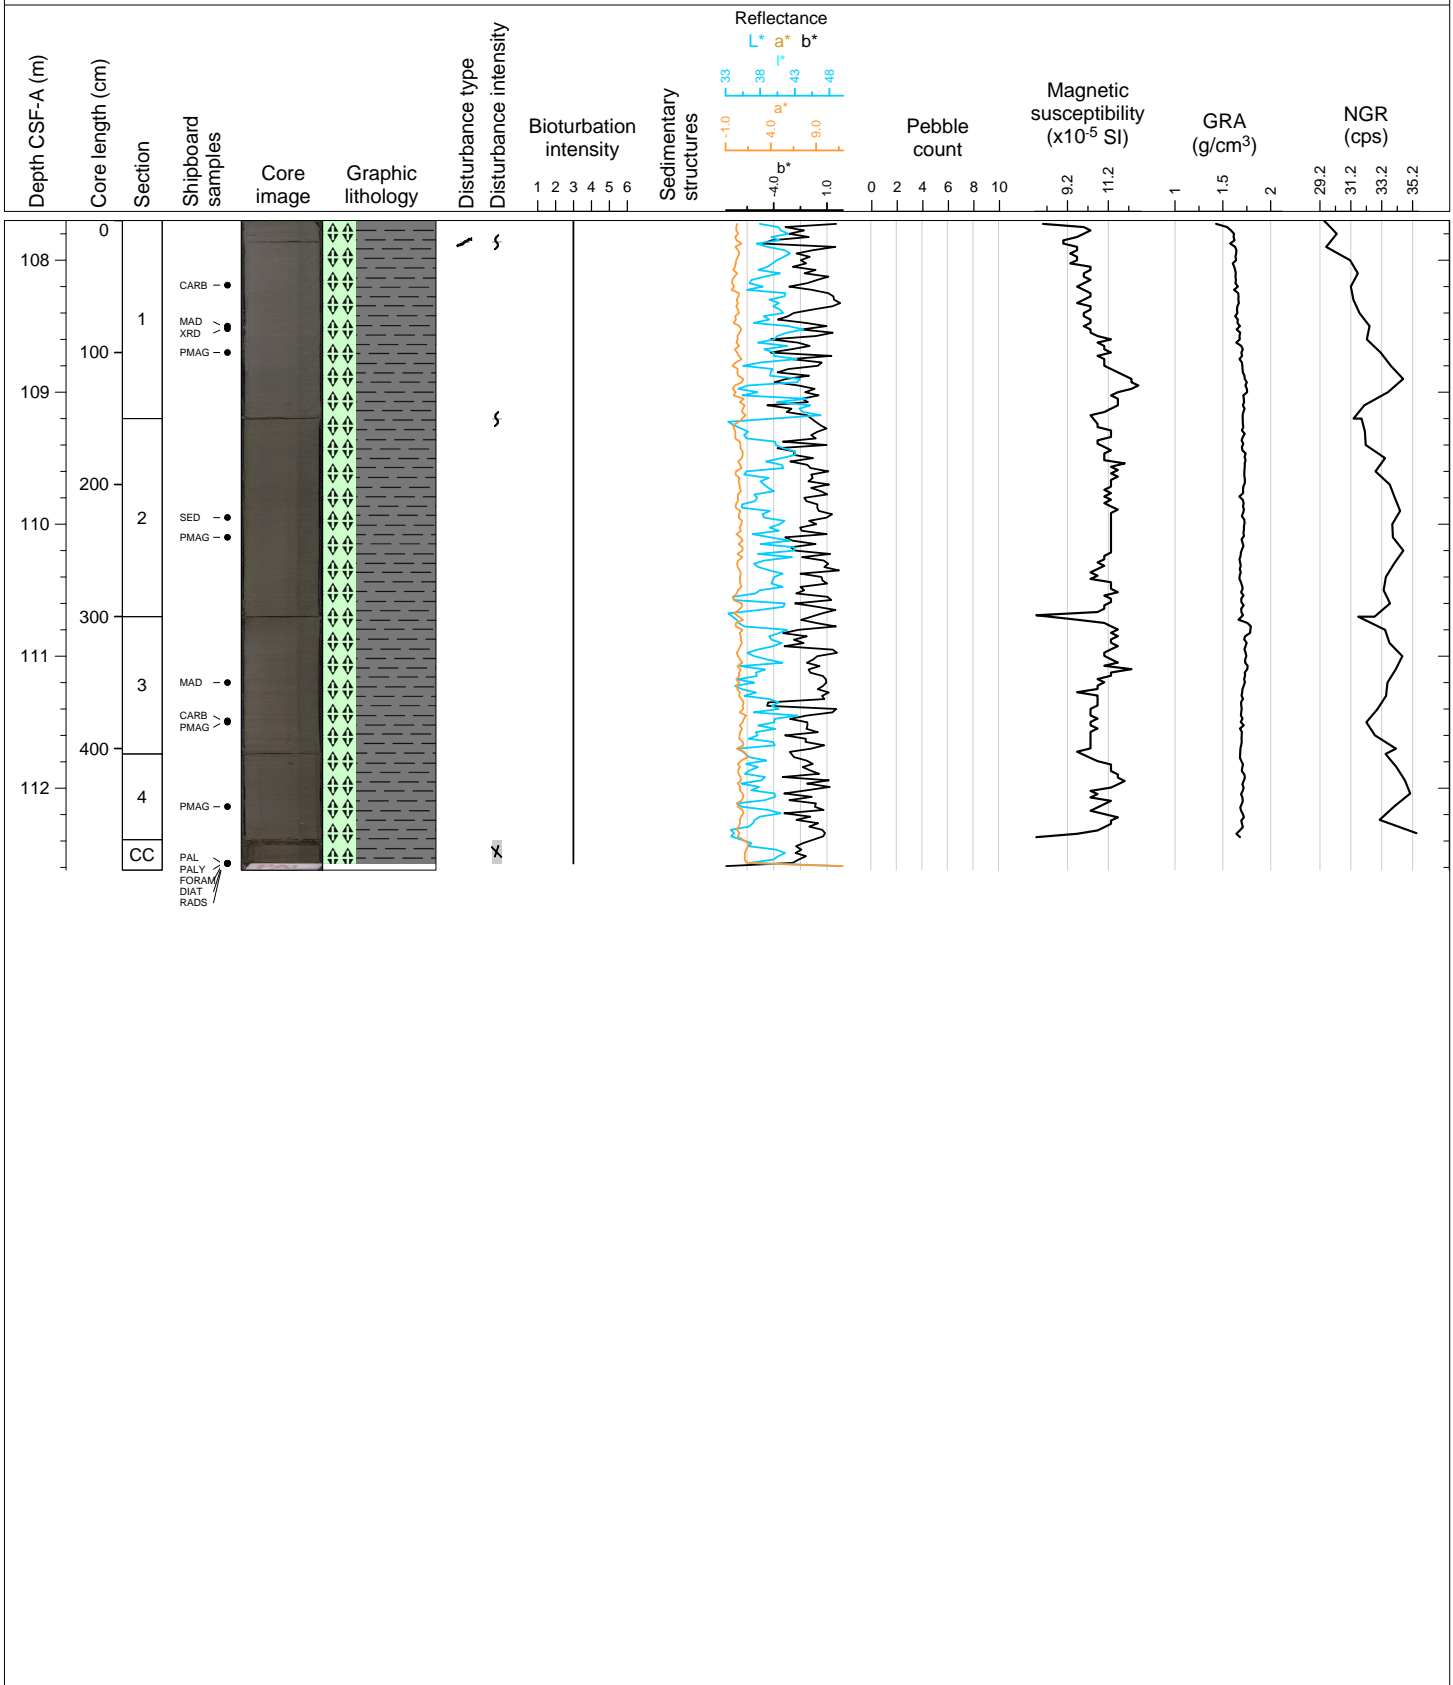 Depth CSF-A (m)
Core length (cm)
Section
Shipboard
samples
Core
image
Graphic
lithology
Disturbance type
Disturbance intensity
Bioturbation
intensity
1 2 3 4 5 6
Sedimentary
structures
Reflectance
L* a* b*
l*
33 38 43 48
a*
-1.0 4.0 9.0
b*
-4.0 1.0
Pebble
count
0 2 4 6 8 10
Magnetic
susceptibility
(x10-5 SI)
9.2 11.2
GRA
(g/cm3)
1 1.5 2
NGR
(cps)
29.2 31.2 33.2 35.2
0
108
CARB
1
MAD
XRD
100
PMAG
109
200
2
SED
110
PMAG
300
111
3
MAD
CARB
PMAG
400
112
4
PMAG
CC
PAL
PALY
FORAM
DIAT
RADS